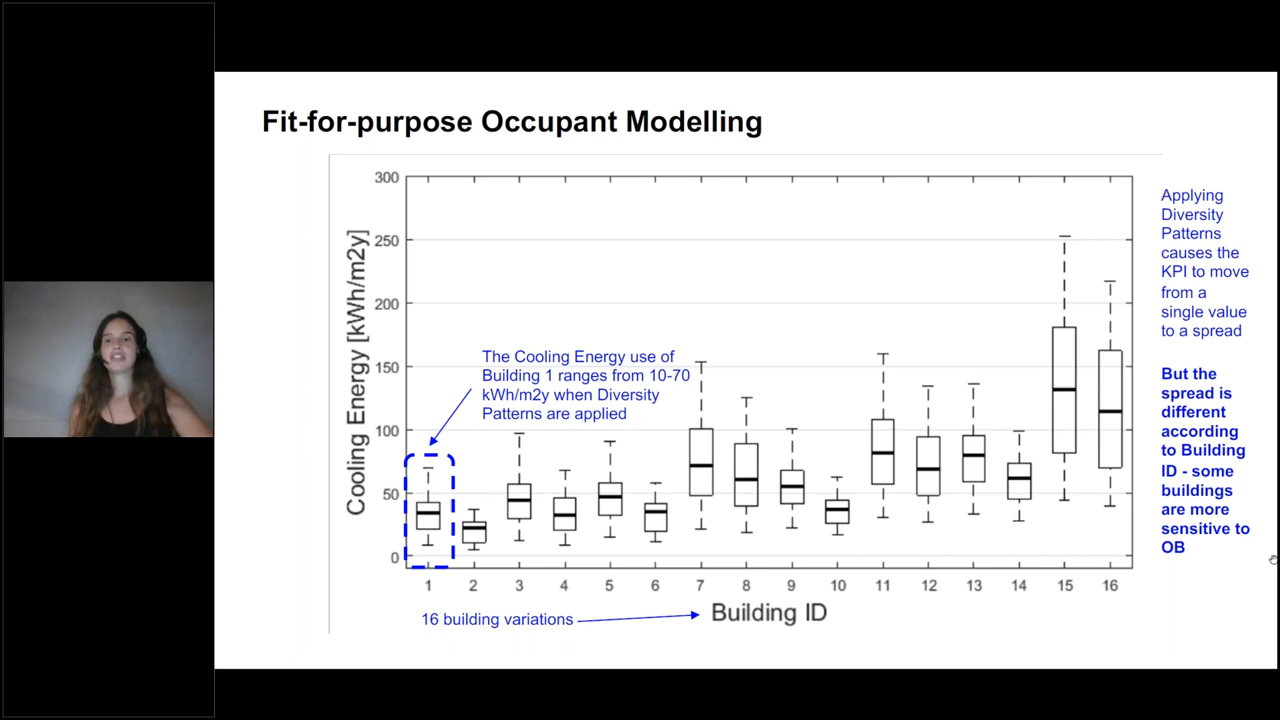 Fit-for-purpose Occupant Modelling
300
250
200
150
100
50
0
Cooling Energy [kWh/m2y]
The Cooling Energy use of
Building 1 ranges from 10-70
kWh/m2y when Diversity
Patterns are applied
1 2 3 4 5 6 7 8 9 10 11 12 13 14 15 16
16 building variations
Building ID
Applying
Diversity
Patterns
causes the
KPI to move
from a
single value
to a spread
But the
spread is
different
according
to Building
ID - some
buildings
are more
sensitive to
OB